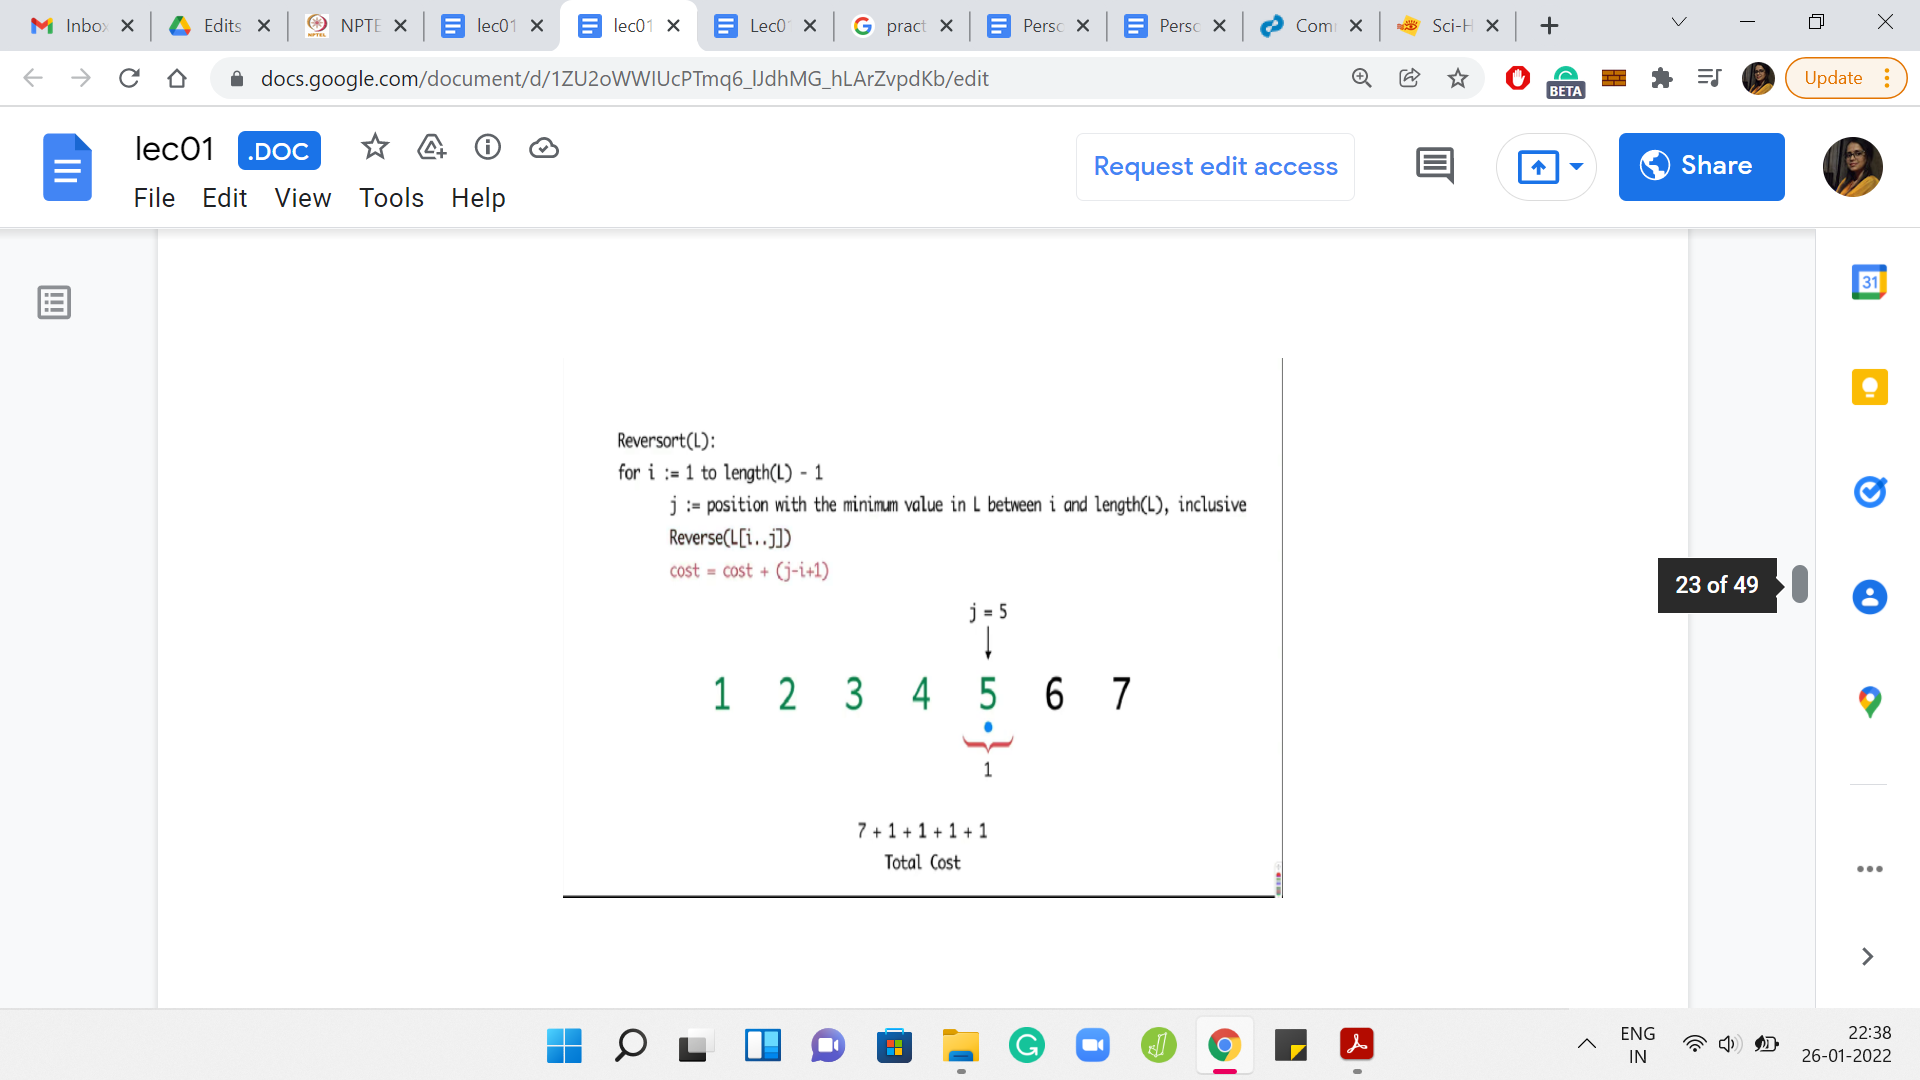 Inbox
Edits
NPTE
lec01
lec01
Lec01
pract
Perso
Perso
Com
Sci-H
docs.google.com/document/d/1ZU2oWWIUcPTmq6_lJdhMG_hLArZvpdKb/edit
BETA
Update
lec01 .DOC
File Edit View Tools Help
Request edit access
Share
31
Reversort(L):
for i := 1 to length(L) - 1
j := position with the minimum value in L between i and length(L), inclusive
Reverse(L[i..j])
cost = cost + (j-i+1)
j = 5
1 2 3 4 5 6 7
1
7 + 1 + 1 + 1 + 1
Total Cost
23 of 49
ENG
IN
22:38
26-01-2022